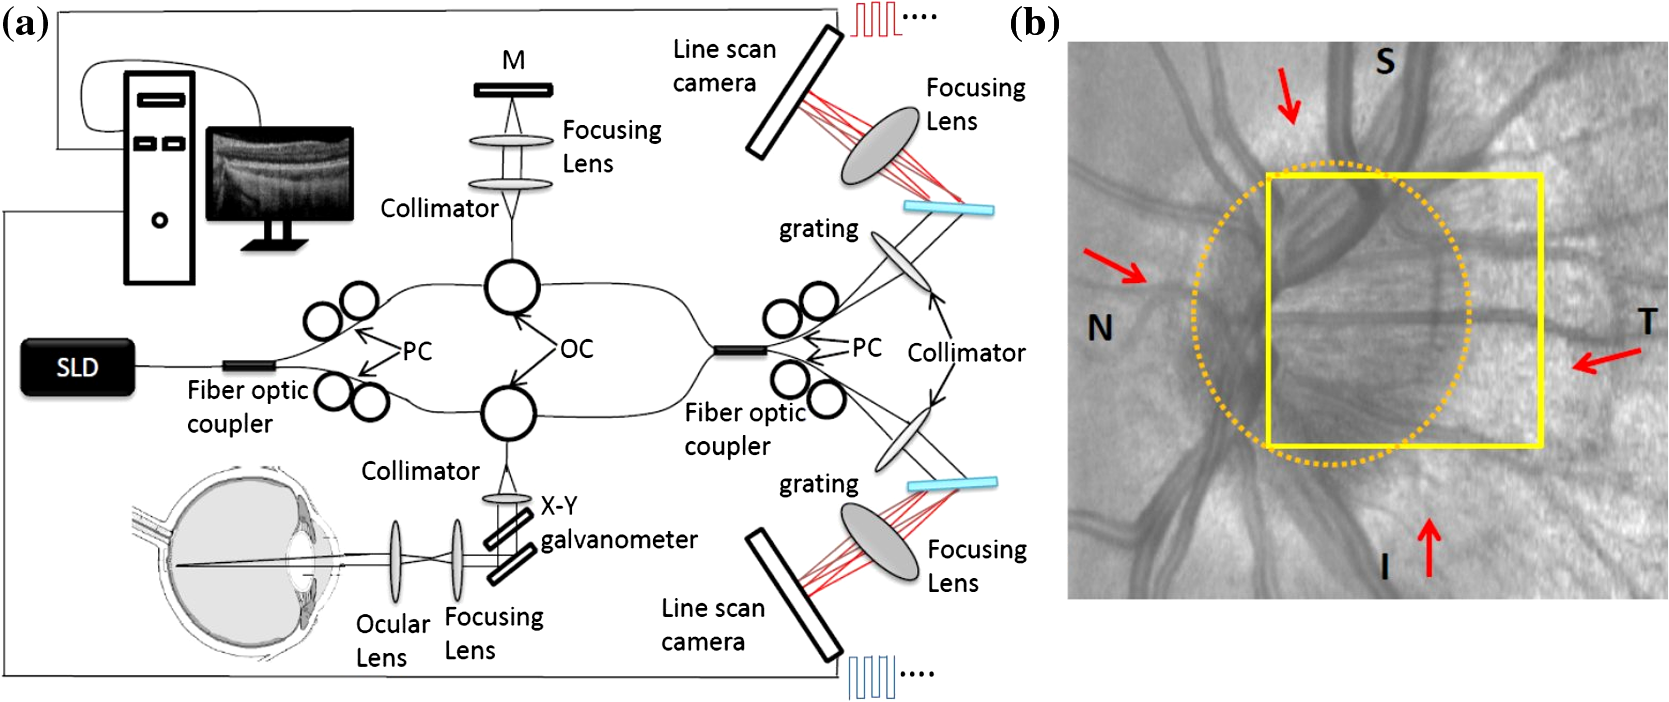 (a)
(b)
M
Line scan
camera
Focusing
Lens
Focusing
Lens
Collimator
grating
SLD
PC
OC
PC
Collimator
Fiber optic
coupler
Fiber optic
coupler
Collimator
X-Y
galvanometer
grating
Ocular
Lens
Focusing
Lens
Line scan
camera
Focusing
Lens
S
N
T
I